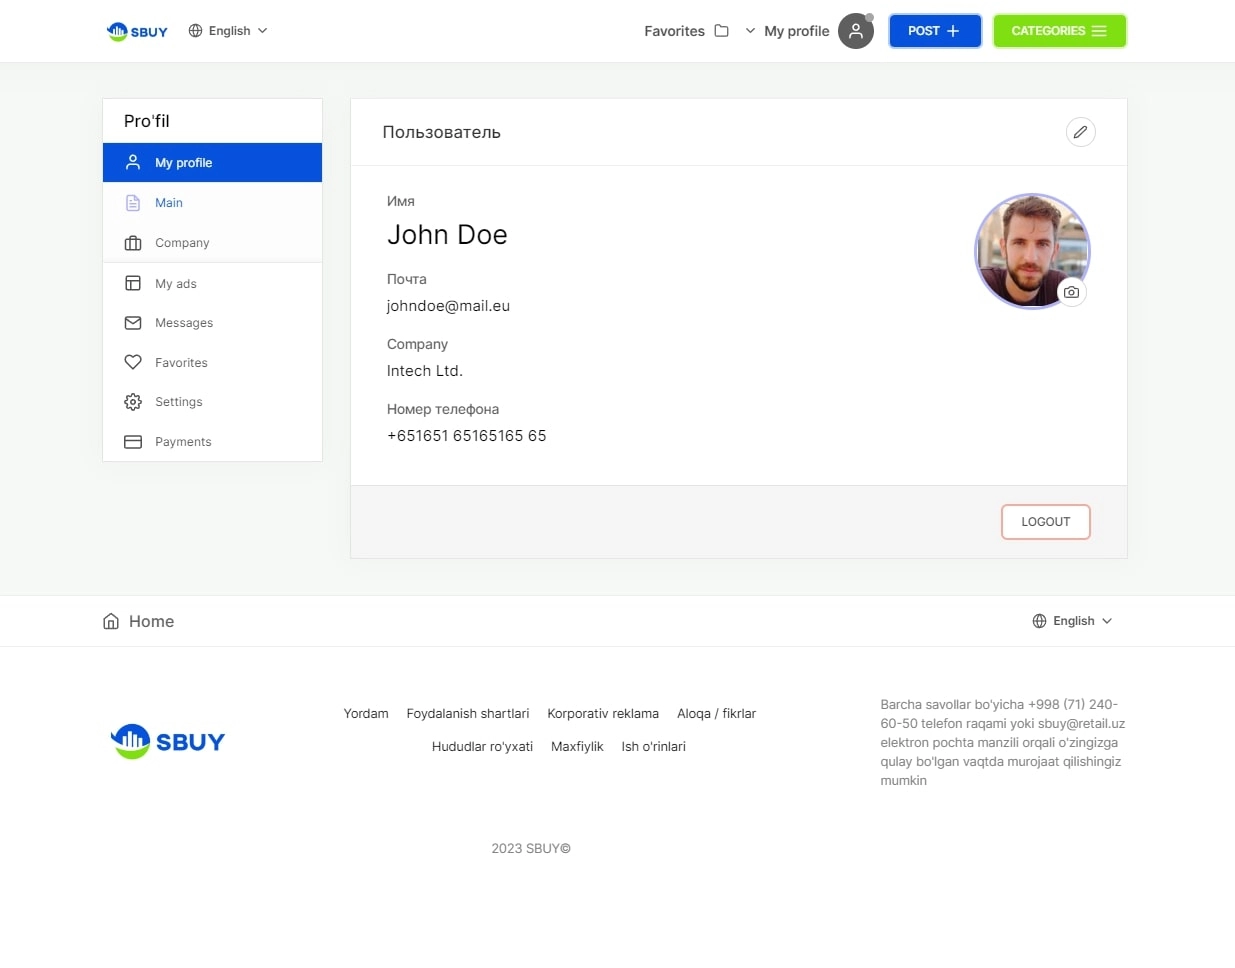 SBUY
English
Favorites
My profile
POST
CATEGORIES
Pro'fil
My profile
Main
Company
My ads
Messages
Favorites
Settings
Payments
Пользователь
Имя
John Doe
Почта
johndoe@mail.eu
Company
Intech Ltd.
Номер телефона
+651651 65165165 65
LOGOUT
Home
English
SBUY
Yordam Foydalanish shartlari Korporativ reklama Aloqa / fikrlar
Hududlar ro'yxati Maxfiylik Ish o'rinlari
Barcha savollar bo'yicha +998 (71) 240-
60-50 telefon raqami yoki sbuy@retail.uz
elektron pochta manzili orqali o'zingizga
qulay bo'lgan vaqtda murojaat qilishingiz
mumkin
2023 SBUY©